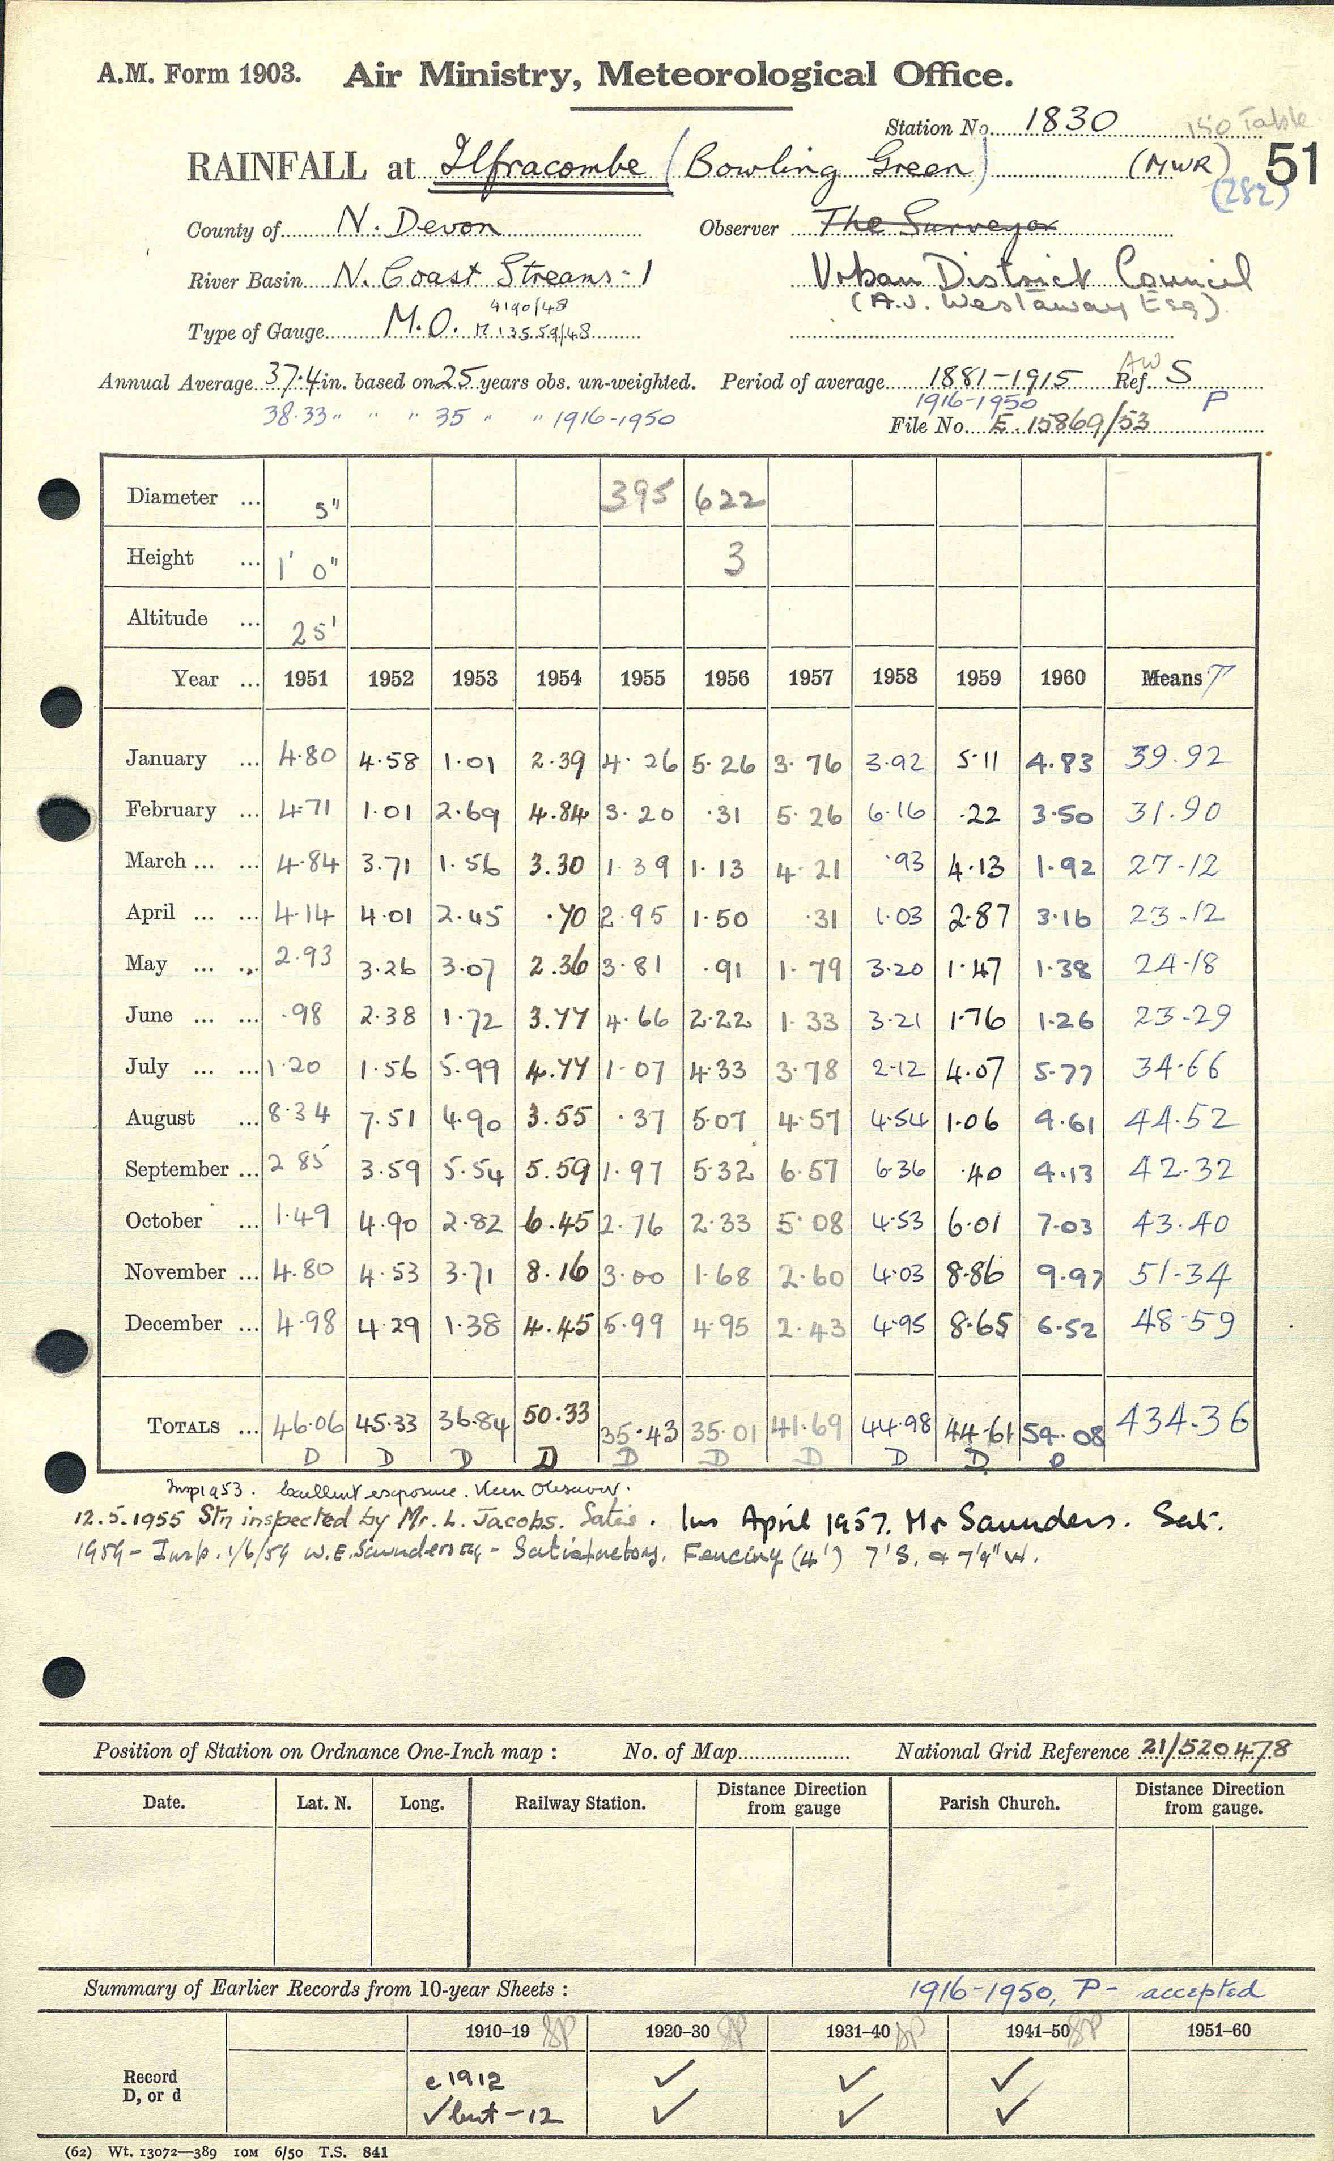 A.M. Form 1903. Air Ministry, Meteorological Office.
Station No. 1830 150 Table
RAINFALL at Ilfracombe (Bowling Green) (MWR) 51
(282)
County of N. Devon Observer The Surveyor
River Basin N. Coast Streams - 1 Urban District Council
4190/48 (A.J. Westaway Esq)
Type of Gauge M.O. M 13559/48
AW
Annual Average 37.4 in. based on 25 years obs. un-weighted. Period of average 1881-1915 Ref. S
38.33 " " " 35 " " 1916-1950 1916-1950 P
File No. E. 15869/53
Diameter ... 5" 395 622
Height ... 1' 0" 3
Altitude ... 25'
Year ... 1951 1952 1953 1954 1955 1956 1957 1958 1959 1960 Means T
January ... 4.80 4.58 1.01 2.39 4.26 5.26 3.76 3.92 5.11 4.83 39.92
February ... 4.71 1.01 2.69 4.84 3.20 .31 5.26 6.16 .22 3.50 31.90
March ... ... 4.84 3.71 1.56 3.30 1.39 1.13 4.21 .93 4.13 1.92 27.12
April ... ... 4.14 4.01 2.45 .70 2.95 1.50 .31 1.03 2.87 3.16 23.12
May ... ... 2.93 3.26 3.07 2.36 3.81 .91 1.79 3.20 1.47 1.38 24.18
June ... ... .98 2.38 1.72 3.77 4.66 2.22 1.33 3.21 1.76 1.26 23.29
July ... ... 1.20 1.56 5.99 4.77 1.07 4.33 3.78 2.12 4.07 5.77 34.66
August ... 8.34 7.51 4.90 3.55 .37 5.07 4.57 4.54 1.06 4.61 44.52
September ... 2.85 3.59 5.54 5.59 1.97 5.32 6.57 6.36 .40 4.13 42.32
October ... 1.49 4.90 2.82 6.45 2.76 2.33 5.08 4.53 6.01 7.03 43.40
November ... 4.80 4.53 3.71 8.16 3.00 1.68 2.60 4.03 8.86 9.97 51.34
December ... 4.98 4.29 1.38 4.45 5.99 4.95 2.43 4.95 8.65 6.52 48.59
TOTALS ... 46.06 45.33 36.84 50.33 35.43 35.01 41.69 44.98 44.61 54.08 434.36
D D D D D D D D D D
Insp 1953. Excellent exposure. Keen Observer.
12.5.1955 Stn inspected by Mr. L. Jacobs. Satis. Ins April 1957. Mr Saunders. Sat.
1959 - Insp. 1/6/59 W.E. Saunders - Satisfactory. Fencing (4') 7'S. & 7'9" W.
Position of Station on Ordnance One-Inch map : No. of Map National Grid Reference 21/520478
Date. Lat. N. Long. Railway Station. Distance Direction from gauge Parish Church. Distance Direction from gauge.
Summary of Earlier Records from 10-year Sheets : 1916-1950, P - accepted
1910-19 SP 1920-30 SP 1931-40 SP 1941-50 SP 1951-60
Record c 1912 ✓ ✓ ✓
D, or d ✓ but -12 ✓ ✓ ✓
(62) Wt. 13072—389 10M 6/50 T.S. 841